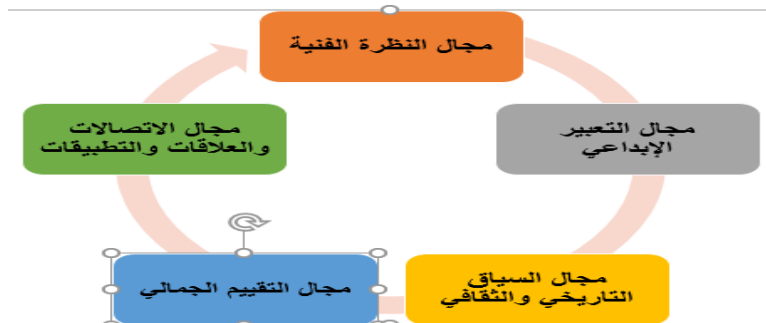 مجال النظرة الفنية
مجال التعبير
الإبداعي
مجال السياق
التاريخي والثقافي
مجال التقييم الجمالي
مجال الاتصالات
والعلاقات والتطبيقات